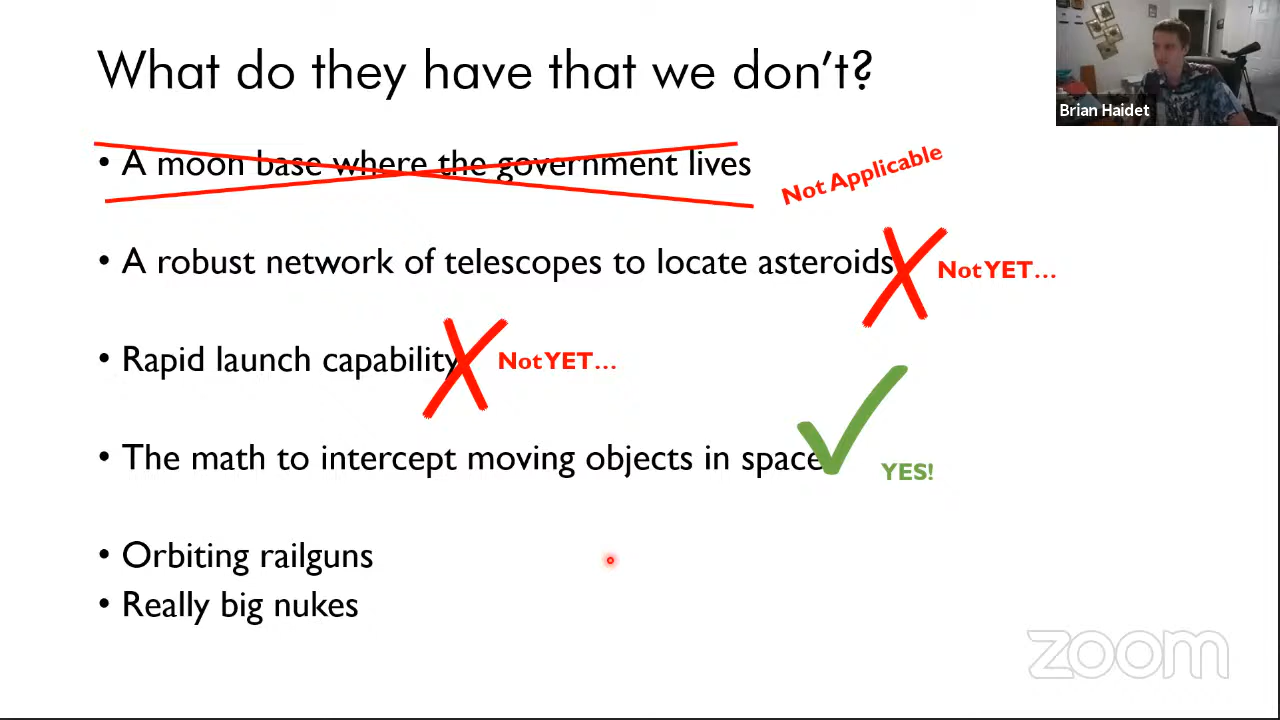 What do they have that we don't?
Brian Haidet
• A moon base where the government lives
Not Applicable
• A robust network of telescopes to locate asteroids
Not YET...
• Rapid launch capability
Not YET...
• The math to intercept moving objects in space
YES!
• Orbiting railguns
• Really big nukes
zoom